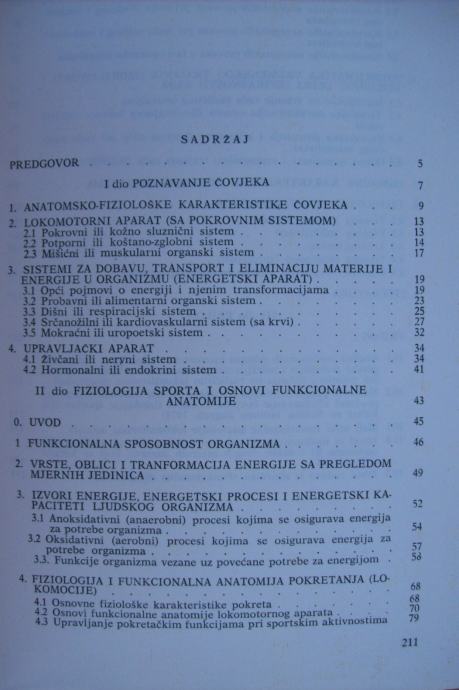 SADRŽAJ
PREDGOVOR . . . . . . . . . . . . 5
I dio POZNAVANJE ČOVJEKA 7
1. ANATOMSKO-FIZIOLOŠKE KARAKTERISTIKE ČOVJEKA . . 9
2. LOKOMOTORNI APARAT (SA POKROVNIM SISTEMOM) . . 13
2.1 Pokrovni ili kožno sluznični sistem . . . . . . . 13
2.2 Potporni ili koštano-zglobni sistem . . . . . . . 14
2.3 Mišićni ili muskularni organski sistem . . . . . . 17
3. SISTEMI ZA DOBAVU, TRANSPORT I ELIMINACIJU MATERIJE I
ENERGIJE U ORGANIZMU (ENERGETSKI APARAT) . . . . 19
3.1 Opći pojmovi o energiji i njenim transformacijama . . . 19
3.2 Probavni ili alimentarni organski sistem . . . . . . 23
3.3 Dišni ili respiracijski sistem . . . . . . . . 25
3.4 Srčanožilni ili kardiovaskularni sistem (sa krvi) . . . . 27
3.5 Mokraćni ili uropoetski sistem . . . . . . . . 32
4. UPRAVLJAČKI APARAT . . . . . . . . . 34
4.1 Živčani ili nervni sistem . . . . . . . . . 34
4.2 Hormonalni ili endokrini sistem . . . . . . . 41
II dio FIZIOLOGIJA SPORTA I OSNOVI FUNKCIONALNE
ANATOMIJE 43
0. UVOD . . . . . . . . . . . . . 45
1 FUNKCIONALNA SPOSOBNOST ORGANIZMA . . . . . 46
2. VRSTE, OBLICI I TRANFORMACIJA ENERGIJE SA PREGLEDOM
MJERNIH JEDINICA . . . . . . . . . . 49
3. IZVORI ENERGIJE, ENERGETSKI PROCESI I ENERGETSKI KA-
PACITETI LJUDSKOG ORGANIZMA . . . . . . . 52
3.1 Anoksidativni (anaerobni) procesi kojima se osigurava energija
za potrebe organizma . . . . . . . . . . 54
3.2 Oksidativni (aerobni) procesi kojima se osigurava energija za
potrebe organizma . . . . . . . . . . 57
3.3. Funkcije organizma vezane uz povećane potrebe za energijom . 58
4. FIZIOLOGIJA I FUNKCIONALNA ANATOMIJA POKRETANJA (LO-
KOMOCIJE) . . . . . . . . . . . . 68
4.1 Osnovne fiziološke karakteristike pokreta . . . . . 68
4.2 Osnovi funkcionalne anatomije lokomotornog aparata . . . 70
4.3 Upravljanje pokretačkim funkcijama pri sportskim aktivnostima 79
211